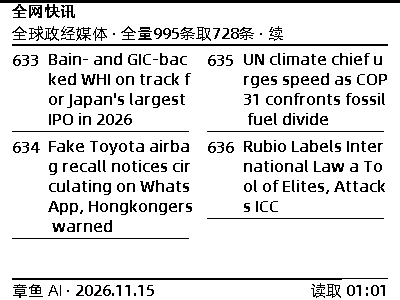 全网快讯
全球政经媒体 · 全量995条取728条 · 续
633 Bain- and GIC-bac
ked WHI on track f
or Japan's largest
IPO in 2026
634 Fake Toyota airba
g recall notices cir
culating on Whats
App, Hongkongers
warned
635 UN climate chief u
rges speed as COP
31 confronts fossil
fuel divide
636 Rubio Labels Inter
national Law a To
ol of Elites, Attack
s ICC
章鱼 AI · 2026.11.15
读取 01:01